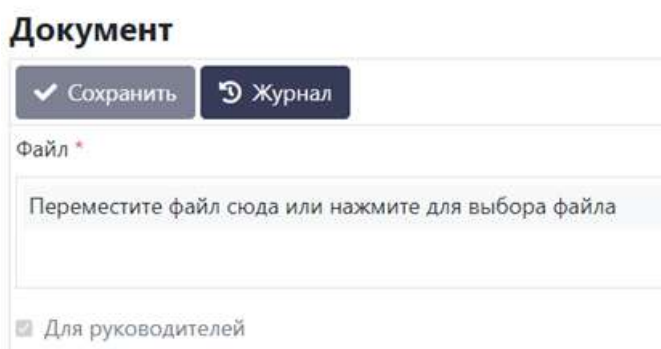 Документ
Сохранить Журнал
Файл *
Переместите файл сюда или нажмите для выбора файла
Для руководителей